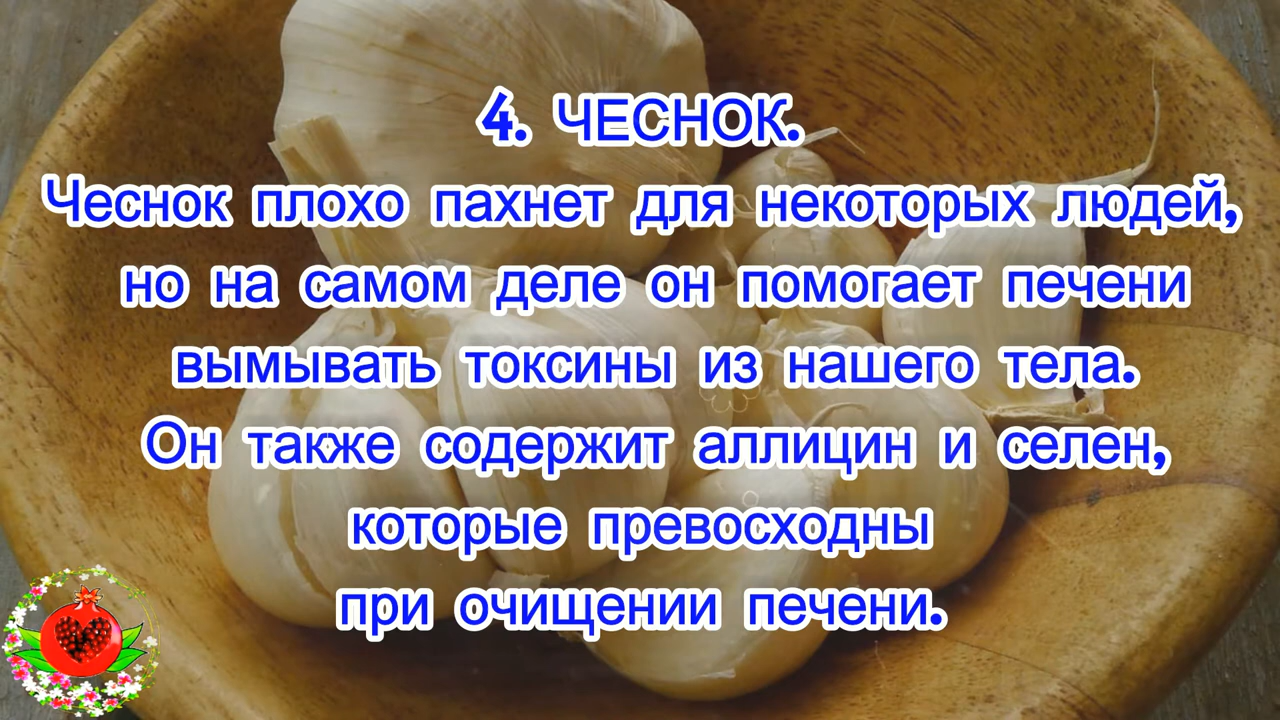 4. ЧЕСНОК.
Чеснок плохо пахнет для некоторых людей,
но на самом деле он помогает печени
вымывать токсины из нашего тела.
Он также содержит аллицин и селен,
которые превосходны
при очищении печени.